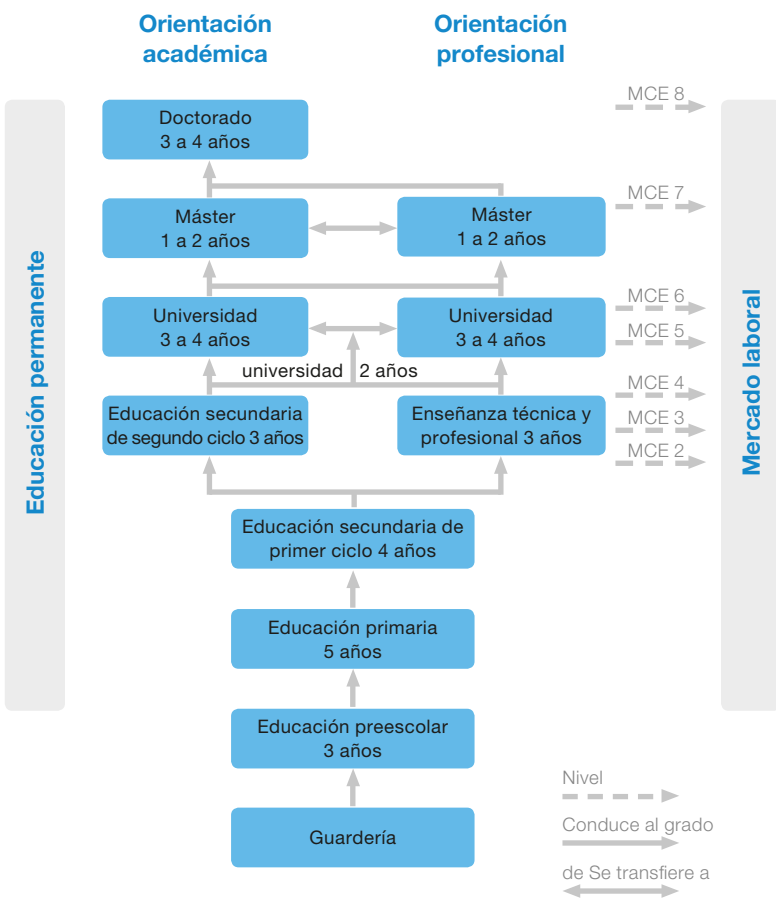 Orientación
académica
Orientación
profesional
MCE 8
Doctorado
3 a 4 años
MCE 7
Máster
1 a 2 años
Máster
1 a 2 años
MCE 6
Universidad
3 a 4 años
Universidad
3 a 4 años
MCE 5
universidad 2 años
MCE 4
Educación secundaria
de segundo ciclo 3 años
Enseñanza técnica y
profesional 3 años
MCE 3
MCE 2
Educación permanente
Mercado laboral
Educación secundaria de
primer ciclo 4 años
Educación primaria
5 años
Educación preescolar
3 años
Guardería
Nivel
Conduce al grado
de Se transfiere a